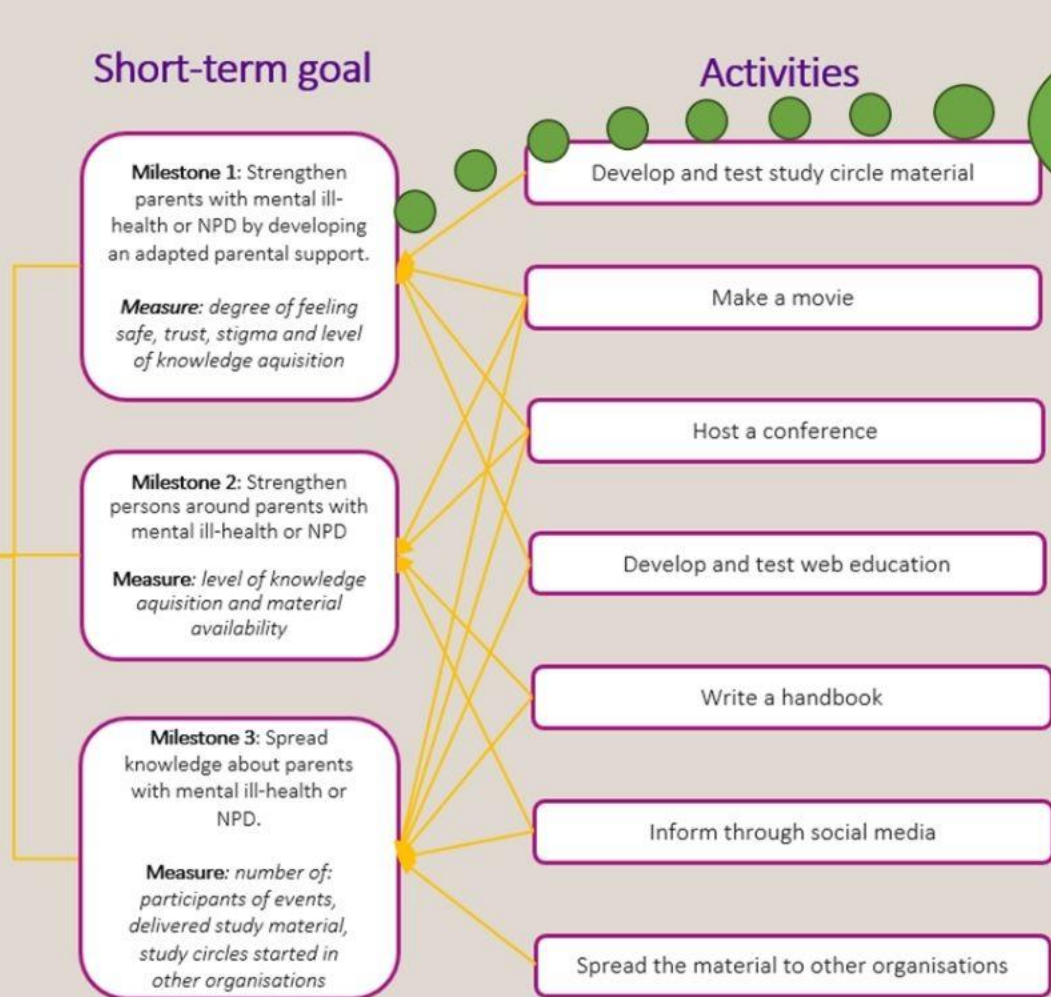 Short-term goal
Milestone 1: Strengthen
parents with mental ill-
health or NPD by developing
an adapted parental support.
Measure: degree of feeling
safe, trust, stigma and level
of knowledge aquisition
Milestone 2: Strengthen
persons around parents with
mental ill-health or NPD
Measure: level of knowledge
aquisition and material
availability
Milestone 3: Spread
knowledge about parents
with mental ill-health or
NPD.
Measure: number of:
participants of events,
delivered study material,
study circles started in
other organisations
Activities
Develop and test study circle material
Make a movie
Host a conference
Develop and test web education
Write a handbook
Inform through social media
Spread the material to other organisations